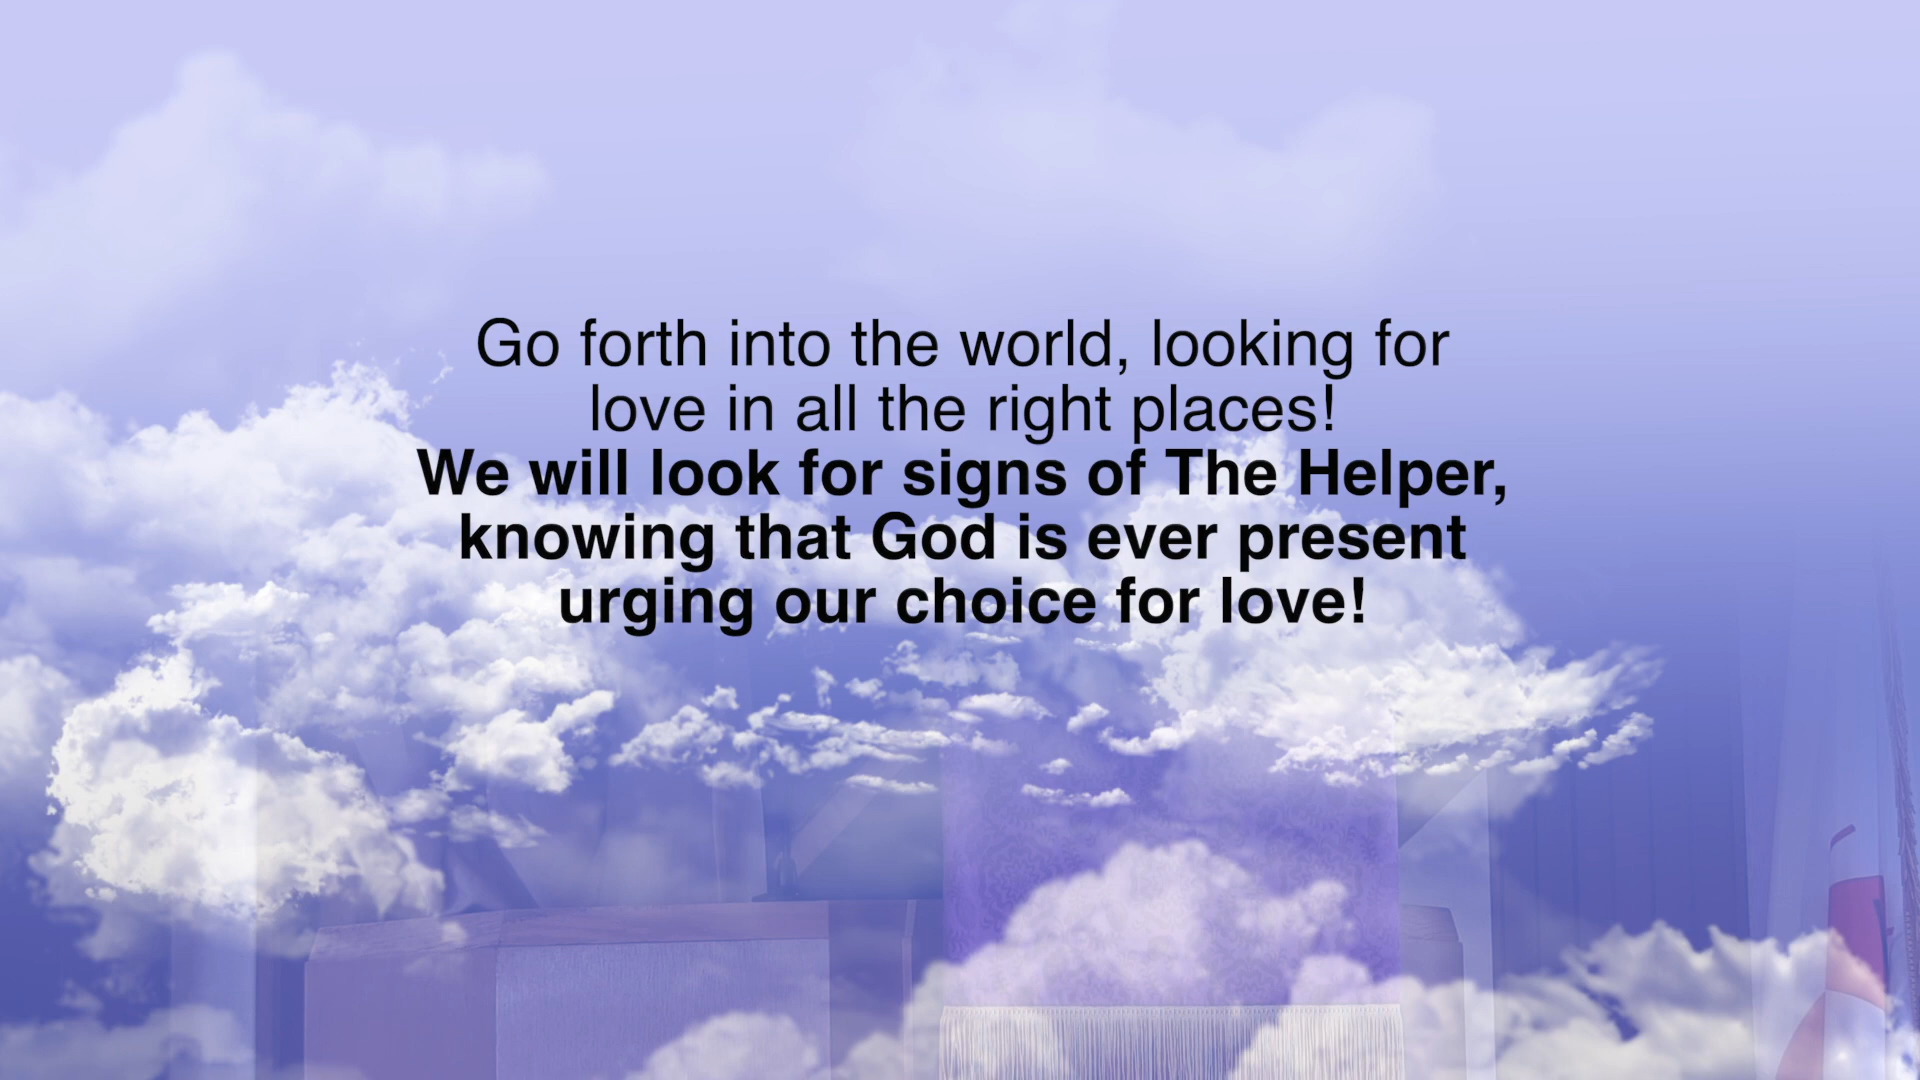 Go forth into the world, looking for
love in all the right places!
We will look for signs of The Helper,
knowing that God is ever present
urging our choice for love!